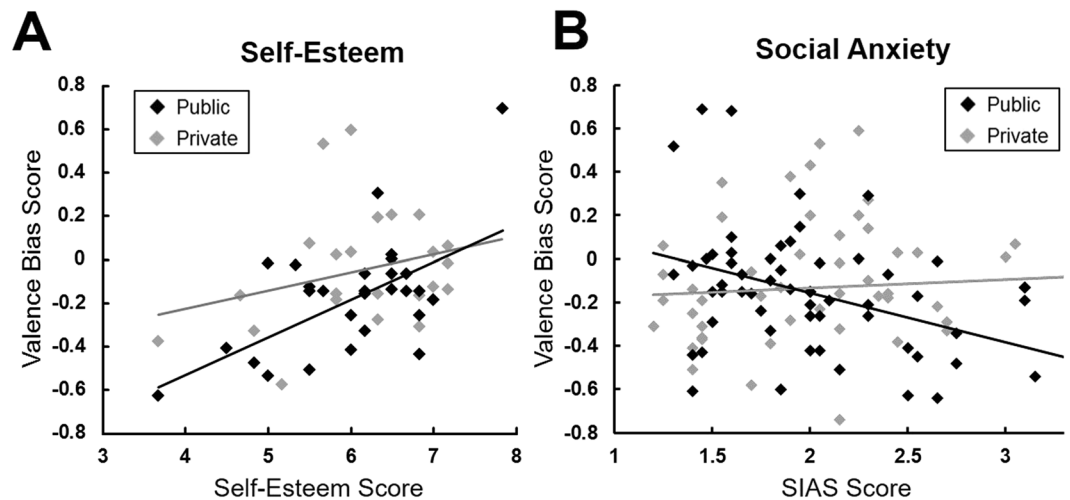 A
Self-Esteem
0.8
0.6
0.4
0.2
0
-0.2
-0.4
-0.6
-0.8
Valence Bias Score
Public
Private
3
4
5
6
7
8
Self-Esteem Score
B
Social Anxiety
0.8
0.6
0.4
0.2
0
-0.2
-0.4
-0.6
-0.8
Valence Bias Score
Public
Private
1
1.5
2
2.5
3
SIAS Score